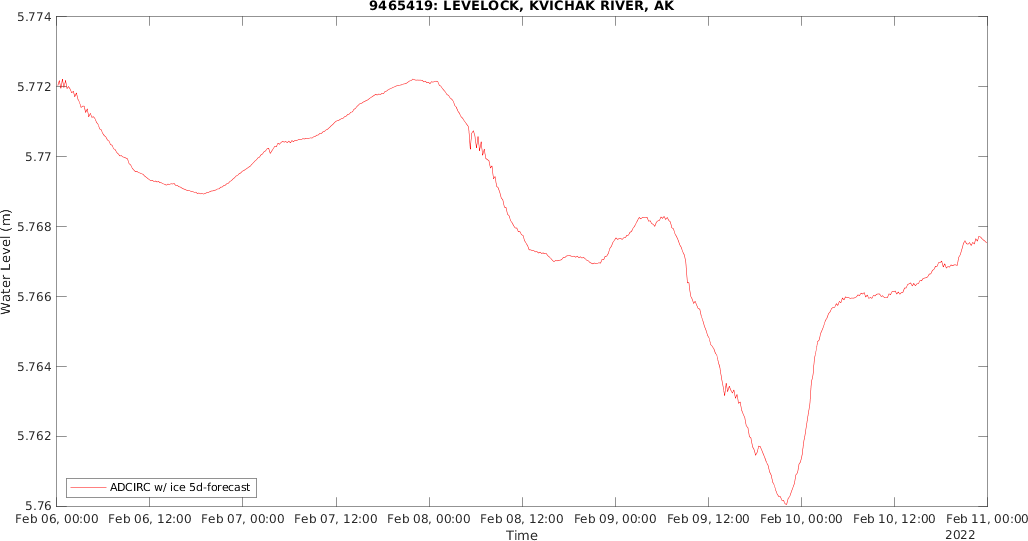 9465419: LEVELOCK, KVICHAK RIVER, AK
5.774
5.772
5.77
5.768
5.766
5.764
5.762
5.76
Water Level (m)
ADCIRC w/ ice 5d-forecast
Feb 06, 00:00 Feb 06, 12:00 Feb 07, 00:00 Feb 07, 12:00 Feb 08, 00:00 Feb 08, 12:00 Feb 09, 00:00 Feb 09, 12:00 Feb 10, 00:00 Feb 10, 12:00 Feb 11, 00:00
Time
2022